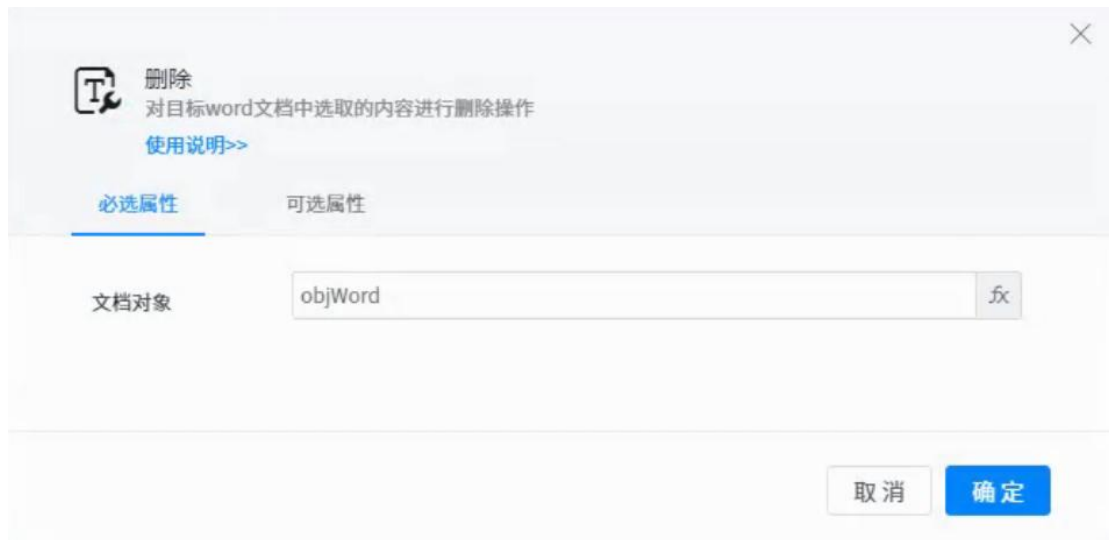 删除
对目标word文档中选取的内容进行删除操作
使用说明>>
必选属性 可选属性
文档对象 objWord fx
取消 确定